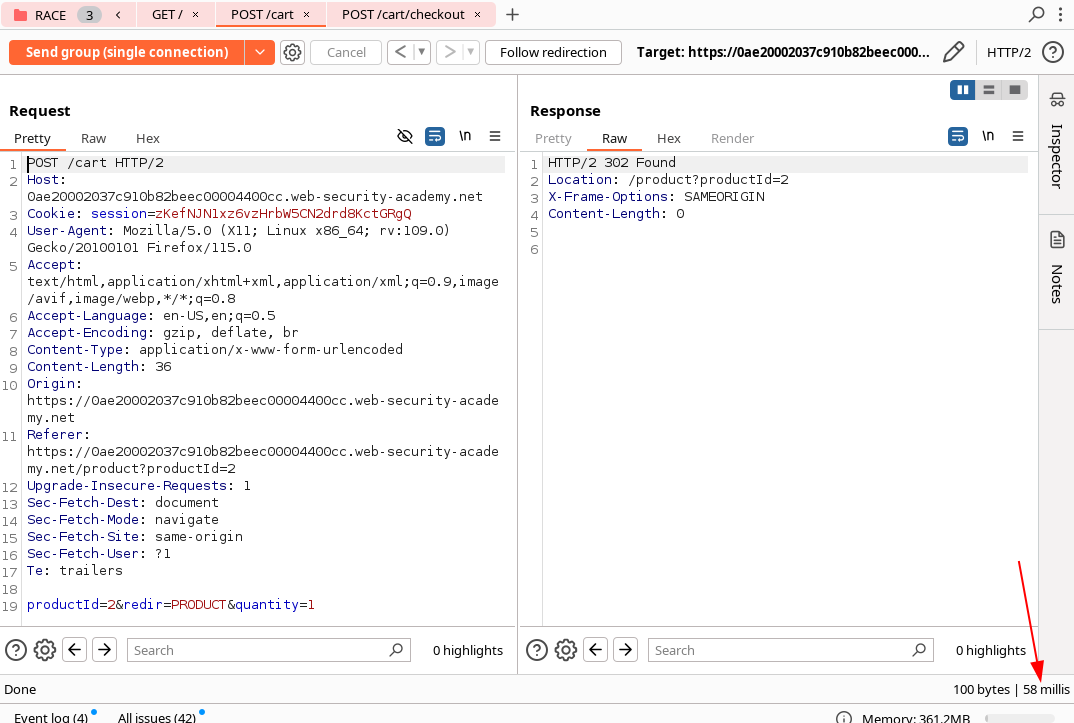 RACE 3
GET / ×
POST /cart ×
POST /cart/checkout ×
Send group (single connection)
Cancel
Follow redirection
Target: https://0ae20002037c910b82beec000...
HTTP/2
Request
Pretty Raw Hex
\n
1 POST /cart HTTP/2
2 Host:
0ae20002037c910b82beec00004400cc.web-security-academy.net
3 Cookie: session=zKefNJN1xz6vzHrbW5CN2drd8KctGRgQ
4 User-Agent: Mozilla/5.0 (X11; Linux x86_64; rv:109.0)
Gecko/20100101 Firefox/115.0
5 Accept:
text/html,application/xhtml+xml,application/xml;q=0.9,image
/avif,image/webp,*/*;q=0.8
6 Accept-Language: en-US,en;q=0.5
7 Accept-Encoding: gzip, deflate, br
8 Content-Type: application/x-www-form-urlencoded
9 Content-Length: 36
10 Origin:
https://0ae20002037c910b82beec00004400cc.web-security-acade
my.net
11 Referer:
https://0ae20002037c910b82beec00004400cc.web-security-acade
my.net/product?productId=2
12 Upgrade-Insecure-Requests: 1
13 Sec-Fetch-Dest: document
14 Sec-Fetch-Mode: navigate
15 Sec-Fetch-Site: same-origin
16 Sec-Fetch-User: ?1
17 Te: trailers
18
19 productId=2&redir=PRODUCT&quantity=1
Search
0 highlights
Response
Pretty Raw Hex Render
\n
1 HTTP/2 302 Found
2 Location: /product?productId=2
3 X-Frame-Options: SAMEORIGIN
4 Content-Length: 0
5
6
Search
0 highlights
Inspector
Notes
Done
100 bytes | 58 millis
Event log (4)
All issues (42)
Memory: 361.2MB